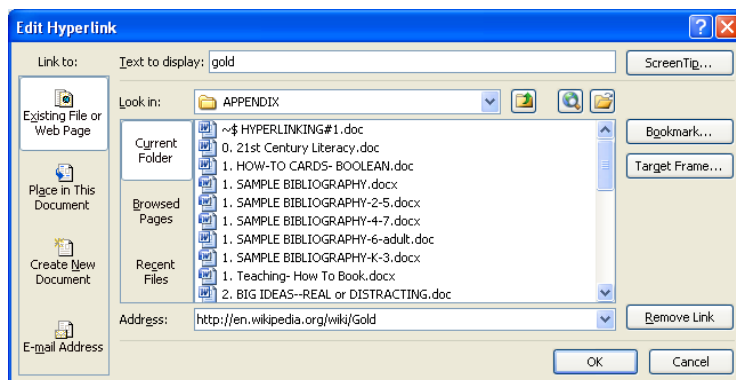 Edit Hyperlink
Link to:
Text to display: gold
ScreenTip...
Existing File or
Web Page
Look in: APPENDIX
Current
Folder
~$ HYPERLINKING#1.doc
0. 21st Century Literacy.doc
1. HOW-TO CARDS- BOOLEAN.doc
1. SAMPLE BIBLIOGRAPHY.docx
1. SAMPLE BIBLIOGRAPHY-2-5.docx
1. SAMPLE BIBLIOGRAPHY-4-7.docx
1. SAMPLE BIBLIOGRAPHY-6-adult.doc
1. SAMPLE BIBLIOGRAPHY-K-3.docx
1. Teaching- How To Book.docx
2. BIG IDEAS--REAL or DISTRACTING.doc
Bookmark...
Target Frame...
Place in This
Document
Browsed
Pages
Create New
Document
Recent
Files
E-mail Address
Address: http://en.wikipedia.org/wiki/Gold
Remove Link
OK
Cancel